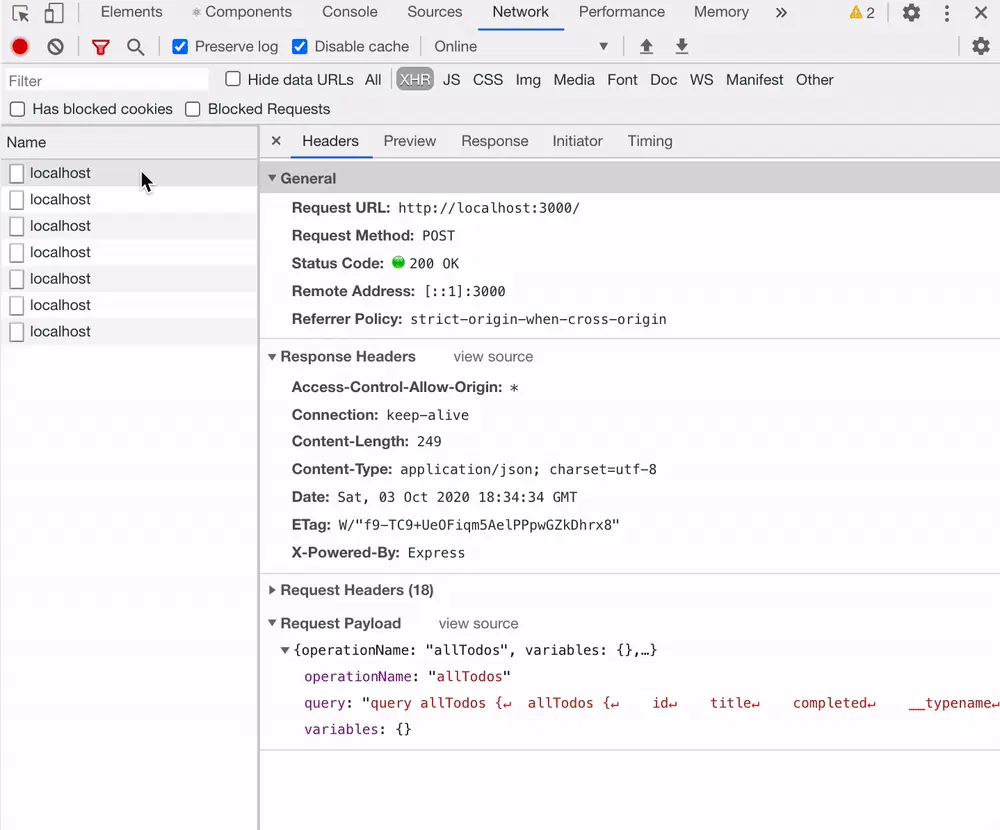 Elements ⚛ Components Console Sources Network Performance Memory » 2
Preserve log Disable cache Online
Filter Hide data URLs All XHR JS CSS Img Media Font Doc WS Manifest Other
Has blocked cookies Blocked Requests
Name
localhost
localhost
localhost
localhost
localhost
localhost
localhost
× Headers Preview Response Initiator Timing
General
Request URL: http://localhost:3000/
Request Method: POST
Status Code: 200 OK
Remote Address: [::1]:3000
Referrer Policy: strict-origin-when-cross-origin
Response Headers view source
Access-Control-Allow-Origin: *
Connection: keep-alive
Content-Length: 249
Content-Type: application/json; charset=utf-8
Date: Sat, 03 Oct 2020 18:34:34 GMT
ETag: W/"f9-TC9+UeOFiqm5AelPPpwGZkDhrx8"
X-Powered-By: Express
Request Headers (18)
Request Payload view source
{operationName: "allTodos", variables: {},…}
operationName: "allTodos"
query: "query allTodos {↵ allTodos {↵ id↵ title↵ completed↵ __typename↵
variables: {}